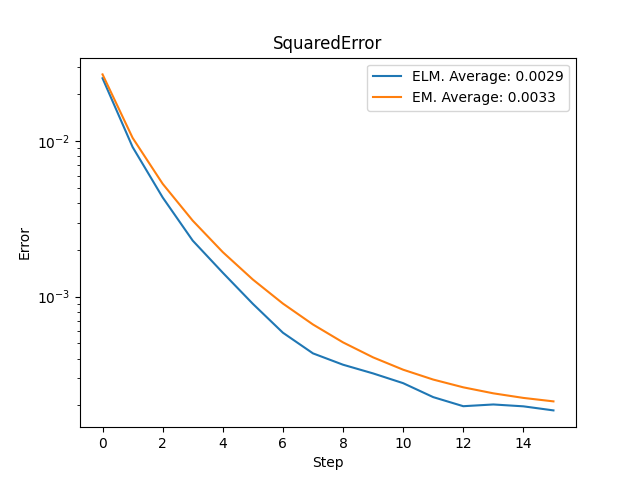 SquaredError
ELM. Average: 0.0029
EM. Average: 0.0033
Error
10⁻²
10⁻³
0 2 4 6 8 10 12 14
Step